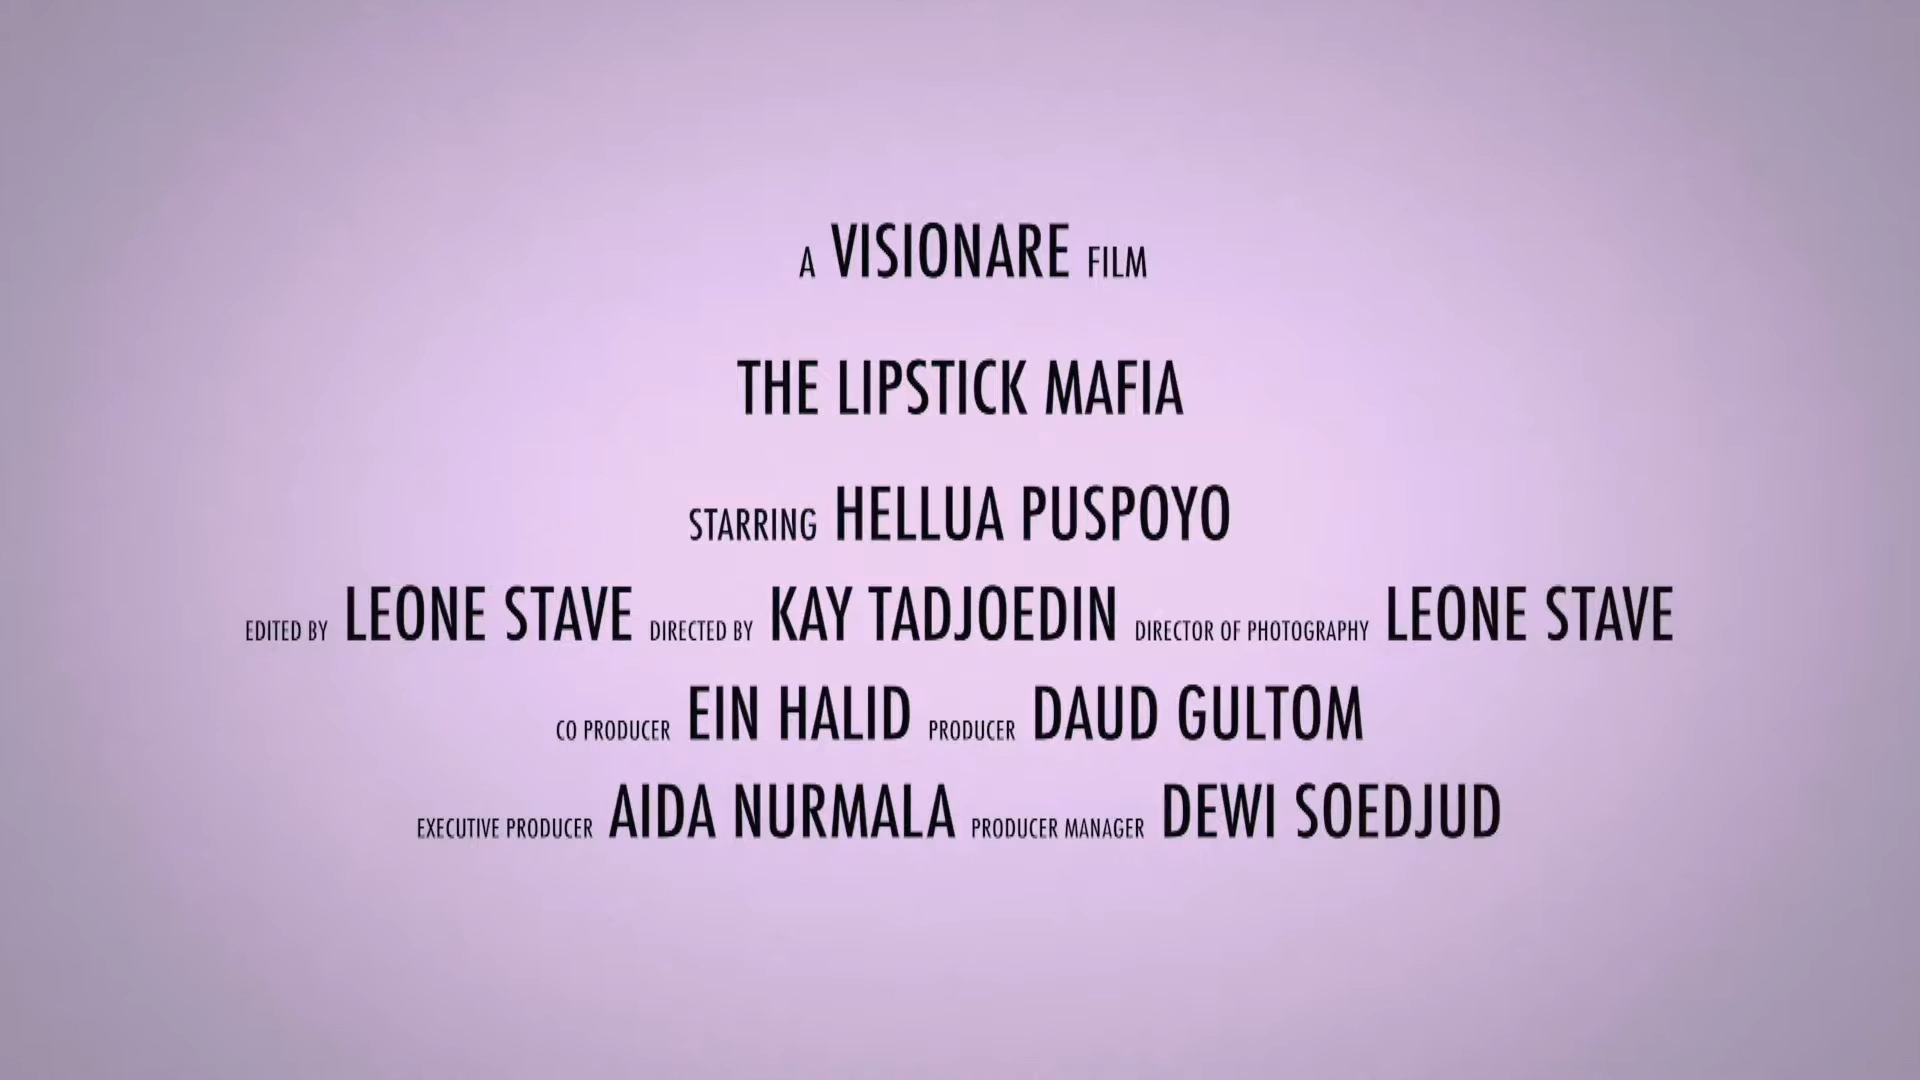 A VISIONARE FILM
THE LIPSTICK MAFIA
STARRING HELLUA PUSPOYO
EDITED BY LEONE STAVE DIRECTED BY KAY TADJOEDIN DIRECTOR OF PHOTOGRAPHY LEONE STAVE
CO PRODUCER EIN HALID PRODUCER DAUD GULTOM
EXECUTIVE PRODUCER AIDA NURMALA PRODUCER MANAGER DEWI SOEDJUD